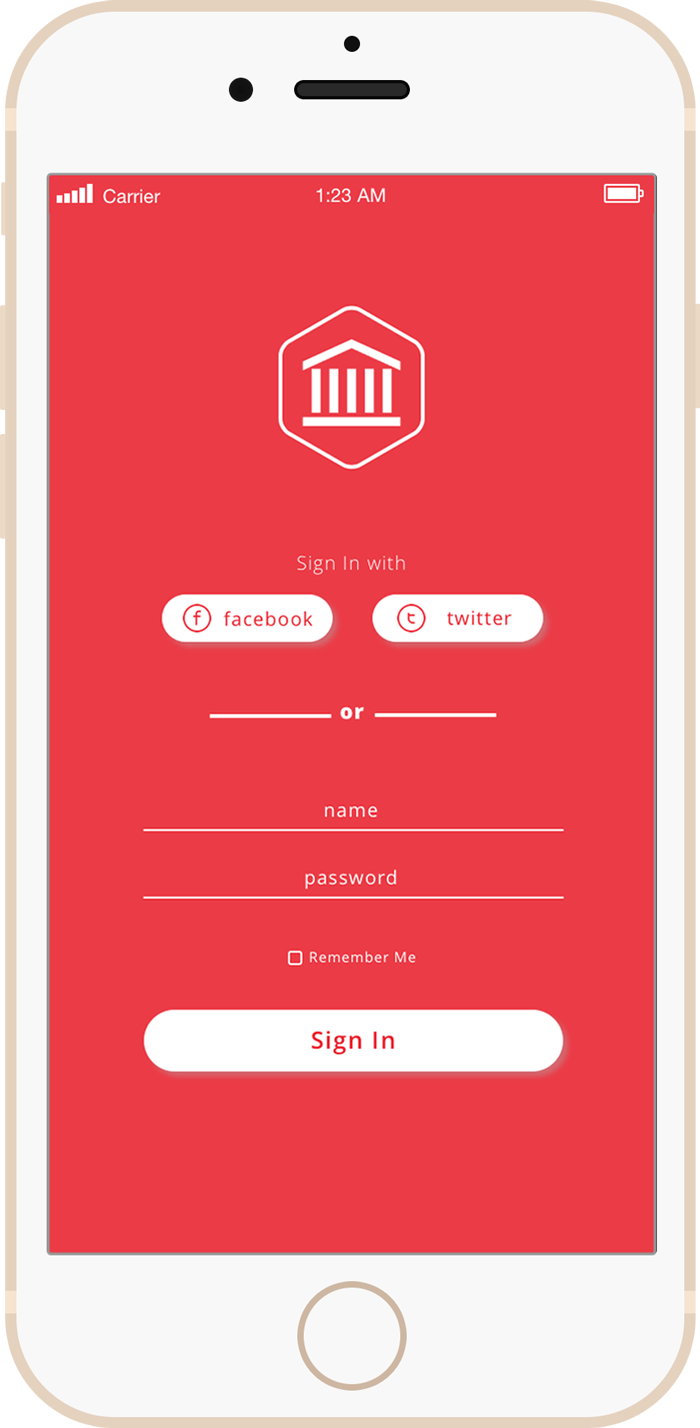 Carrier 1:23 AM
Sign In with
facebook twitter
or
name
password
Remember Me
Sign In